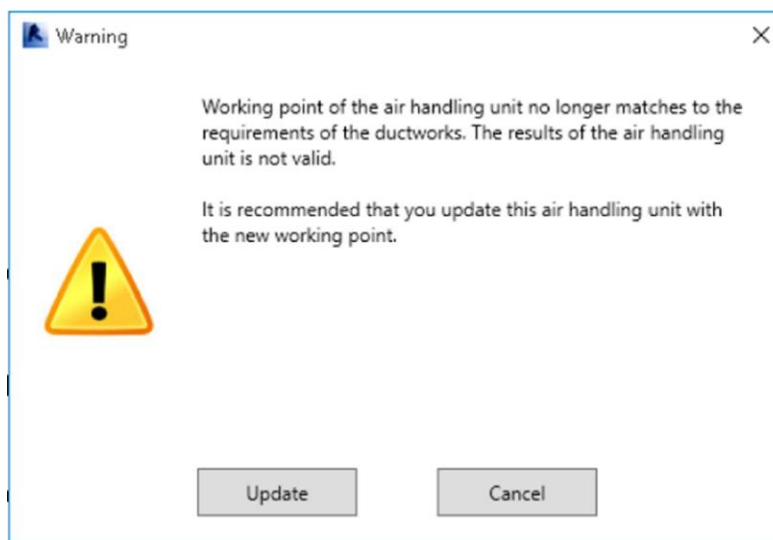 Warning
Working point of the air handling unit no longer matches to the
requirements of the ductworks. The results of the air handling
unit is not valid.
It is recommended that you update this air handling unit with
the new working point.
Update
Cancel